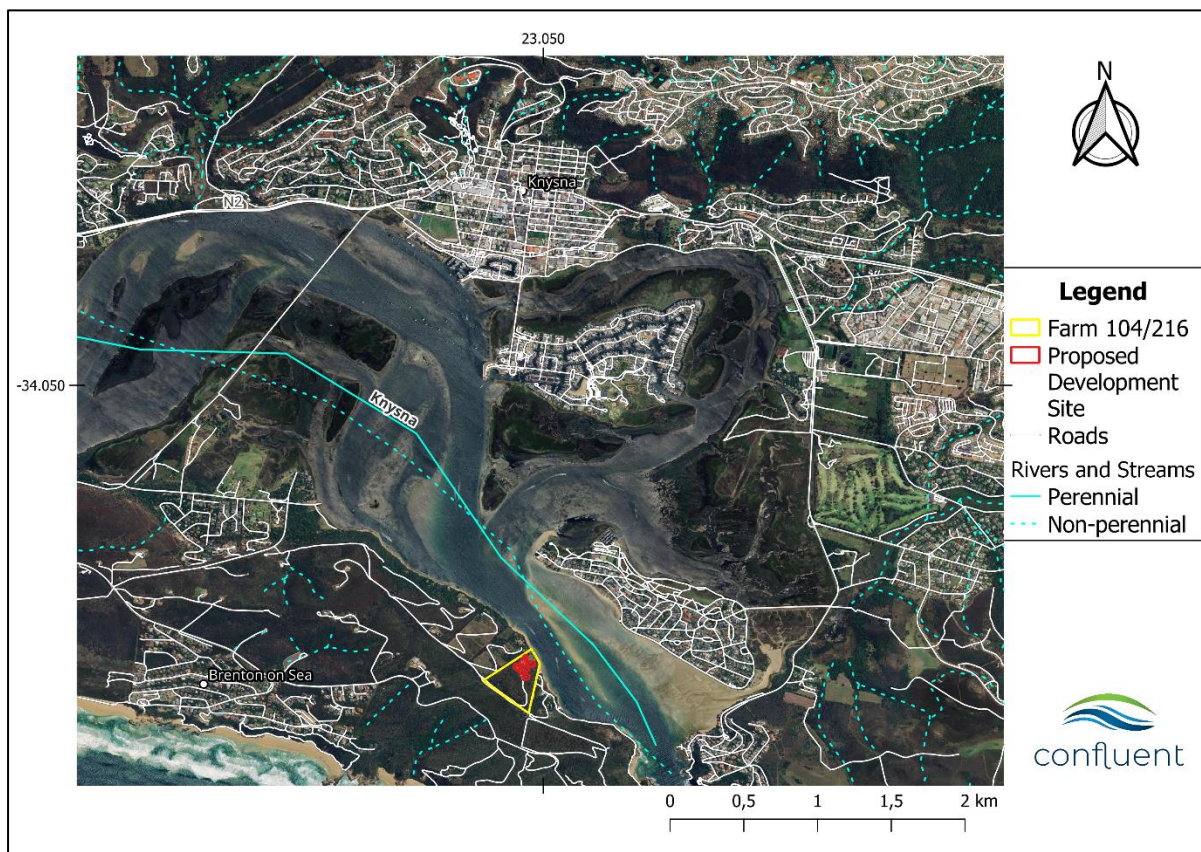 23.050
N
N2
Knysna
-34.050
Knysna
Brenton on Sea
Legend
Farm 104/216
Proposed
Development
Site
Roads
Rivers and Streams
Perennial
Non-perennial
confluent
0 0,5 1 1,5 2 km